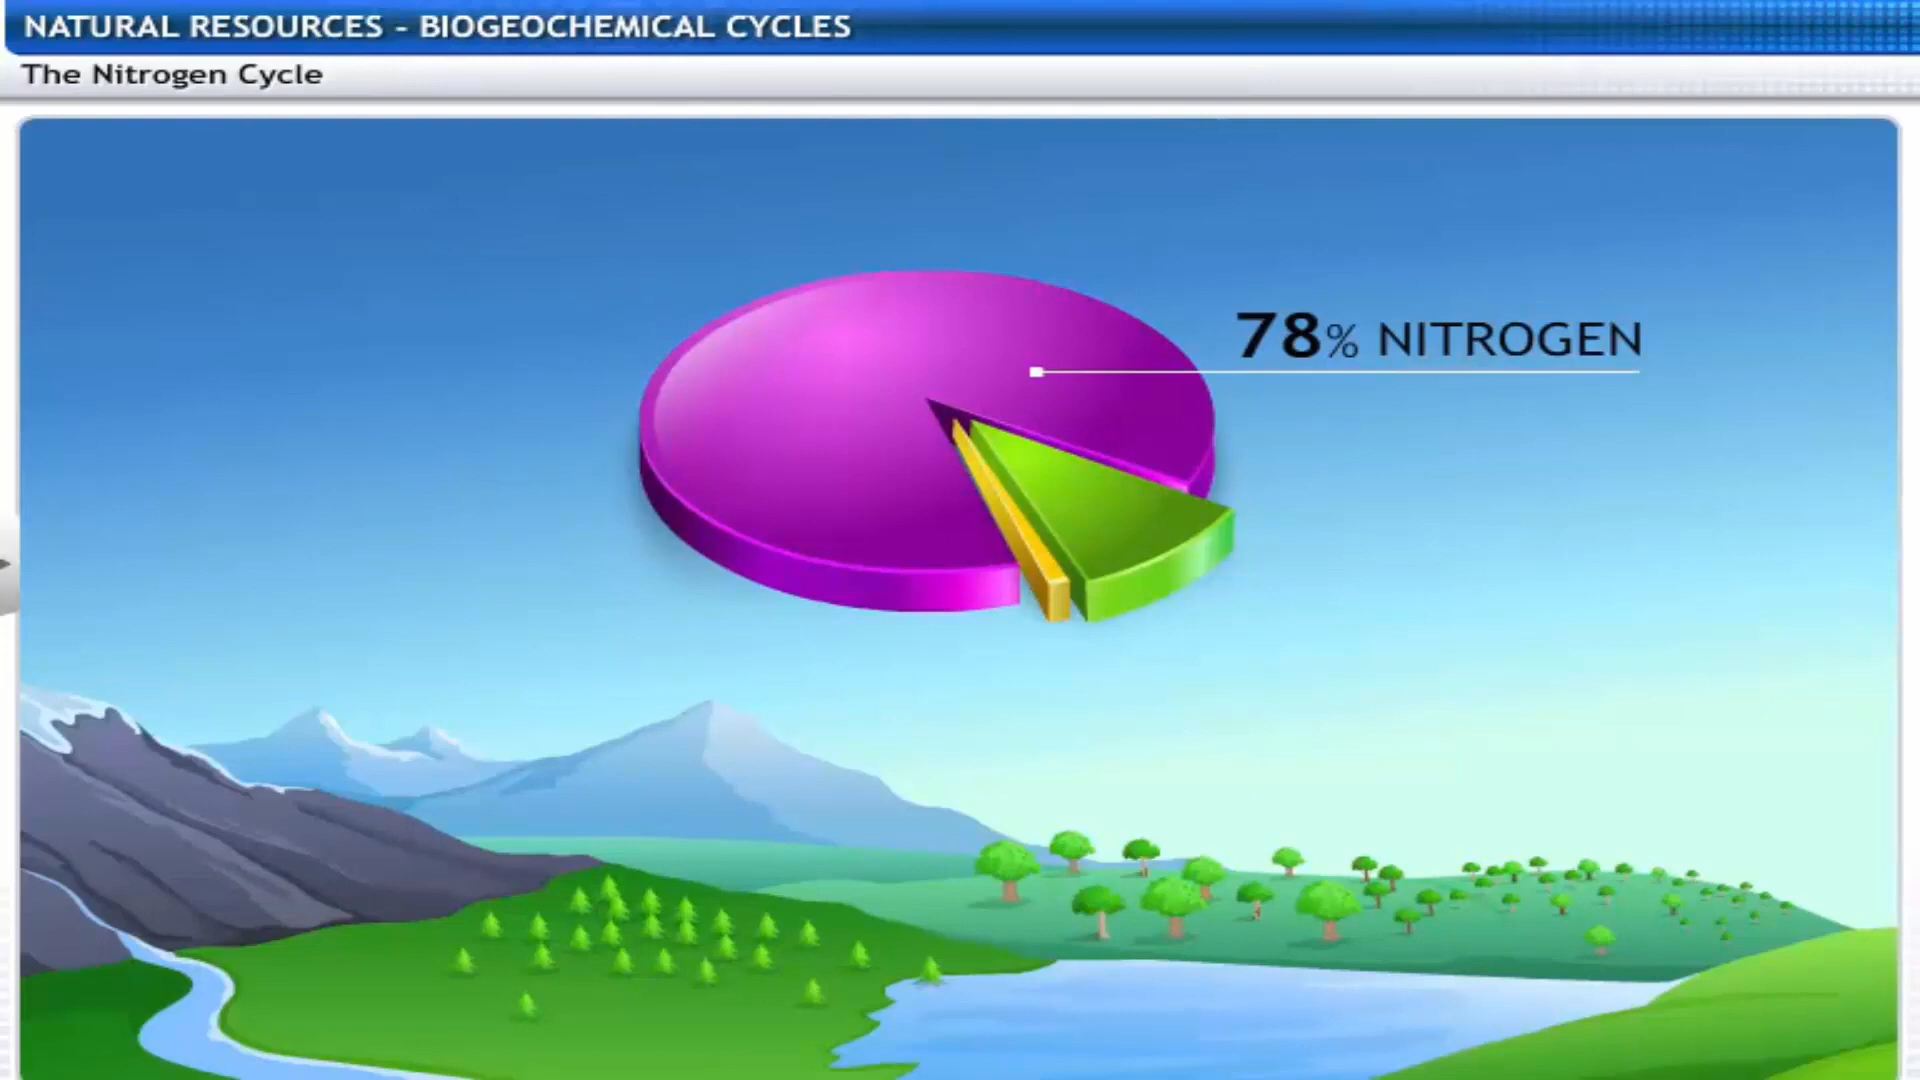 NATURAL RESOURCES - BIOGEOCHEMICAL CYCLES
The Nitrogen Cycle
78% NITROGEN